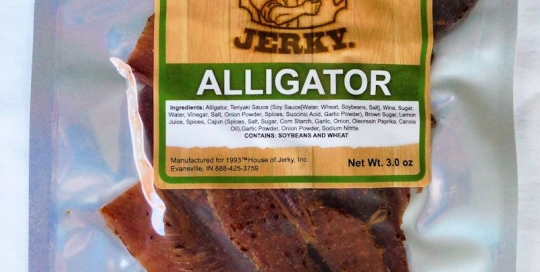 JERKY.
ALLIGATOR
Ingredients: Alligator, Teriyaki Sauce (Soy Sauce[Water, Wheat, Soybeans, Salt], Wine, Sugar,
Water, Vinegar, Salt, Onion Powder, Spices, Succinic Acid, Garlic Powder), Brown Sugar, Lemon
Juice, Spices, Cajun (Spices, Salt, Sugar, Corn Starch, Garlic, Onion, Oleoresin Paprika, Canola
Oil),Garlic Powder, Onion Powder, Sodium Nitrite.
CONTAINS: SOYBEANS AND WHEAT
Manufactured for 1993™House of Jerky, Inc.
Evansville, IN 888-425-3759
Net Wt. 3.0 oz